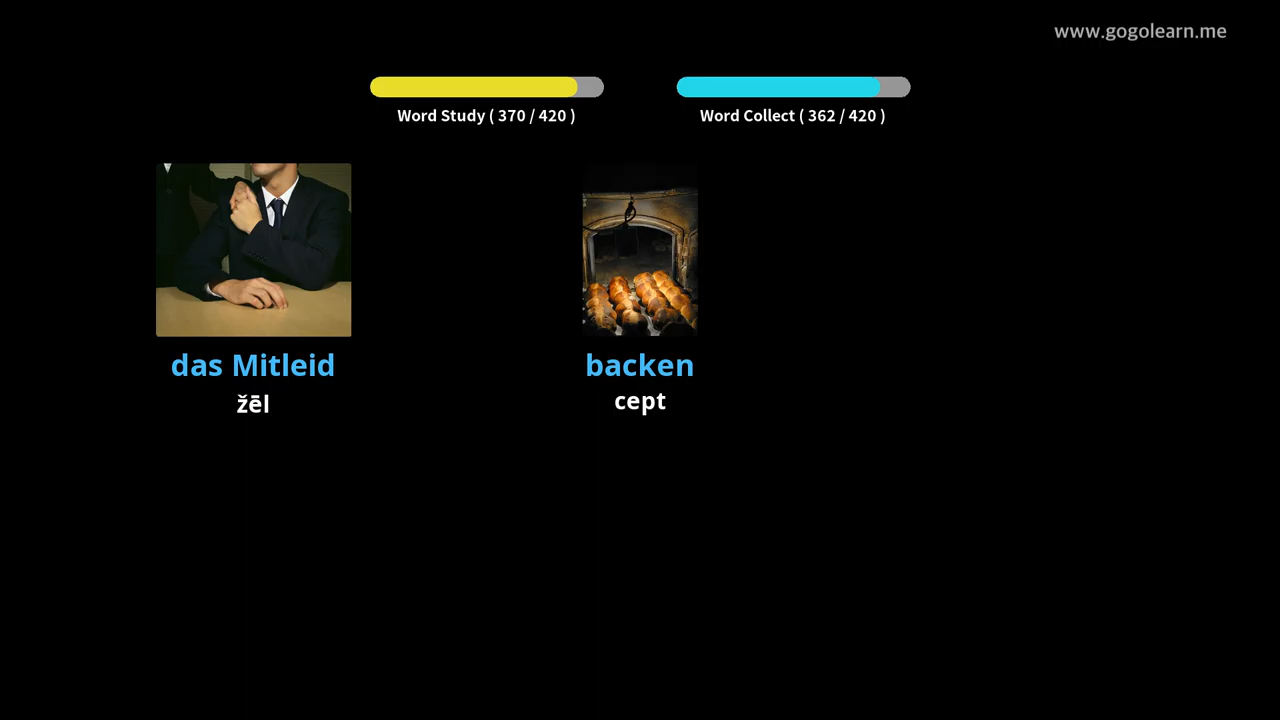 www.gogolearn.me
Word Study ( 370 / 420 )
Word Collect ( 362 / 420 )
das Mitleid
žēl
backen
cept